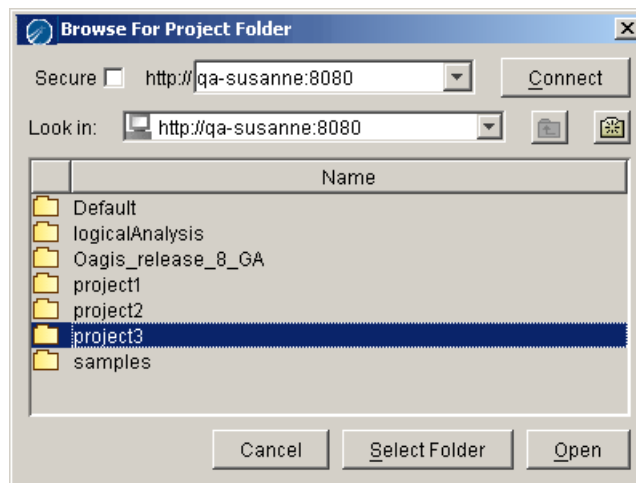 Browse For Project Folder
Secure http:// qa-susanne:8080 Connect
Look in: http://qa-susanne:8080
Name
Default
logicalAnalysis
Oagis_release_8_GA
project1
project2
project3
samples
Cancel Select Folder Open